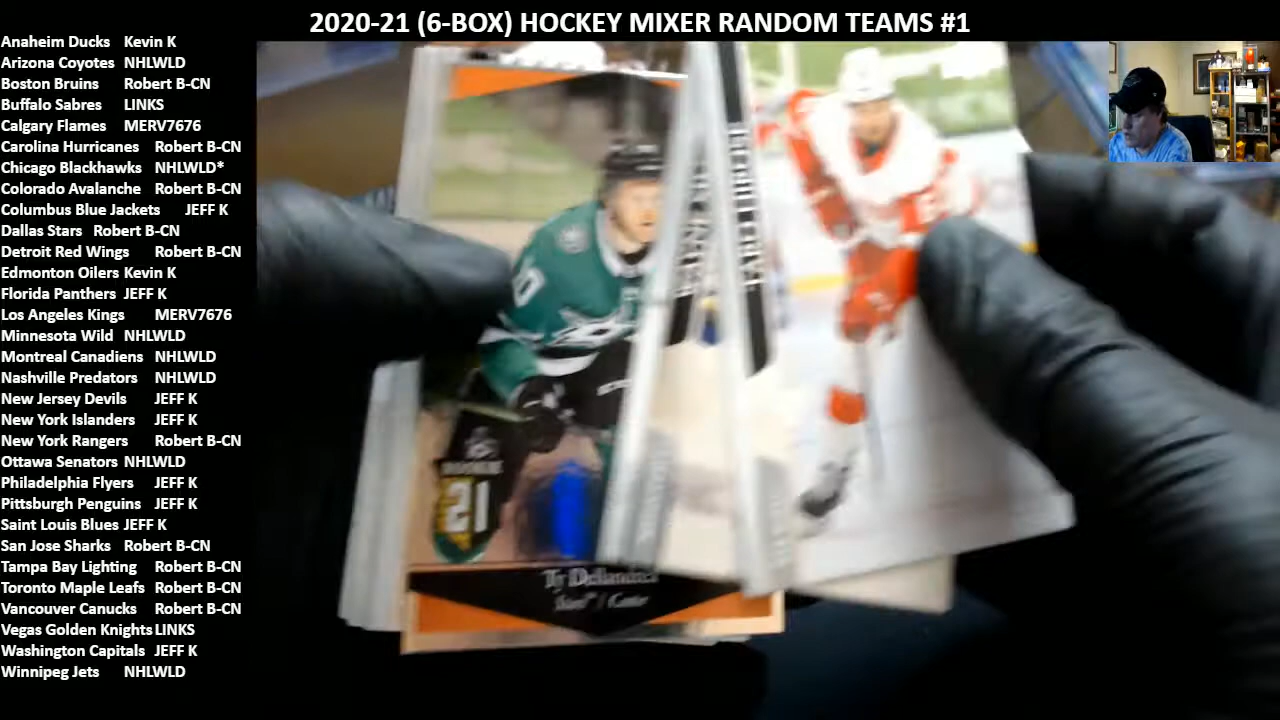 2020-21 (6-BOX) HOCKEY MIXER RANDOM TEAMS #1
Anaheim Ducks Kevin K
Arizona Coyotes NHLWLD
Boston Bruins Robert B-CN
Buffalo Sabres LINKS
Calgary Flames MERV7676
Carolina Hurricanes Robert B-CN
Chicago Blackhawks NHLWLD*
Colorado Avalanche Robert B-CN
Columbus Blue Jackets JEFF K
Dallas Stars Robert B-CN
Detroit Red Wings Robert B-CN
Edmonton Oilers Kevin K
Florida Panthers JEFF K
Los Angeles Kings MERV7676
Minnesota Wild NHLWLD
Montreal Canadiens NHLWLD
Nashville Predators NHLWLD
New Jersey Devils JEFF K
New York Islanders JEFF K
New York Rangers Robert B-CN
Ottawa Senators NHLWLD
Philadelphia Flyers JEFF K
Pittsburgh Penguins JEFF K
Saint Louis Blues JEFF K
San Jose Sharks Robert B-CN
Tampa Bay Lighting Robert B-CN
Toronto Maple Leafs Robert B-CN
Vancouver Canucks Robert B-CN
Vegas Golden Knights LINKS
Washington Capitals JEFF K
Winnipeg Jets NHLWLD
21
Ty Dellandrea